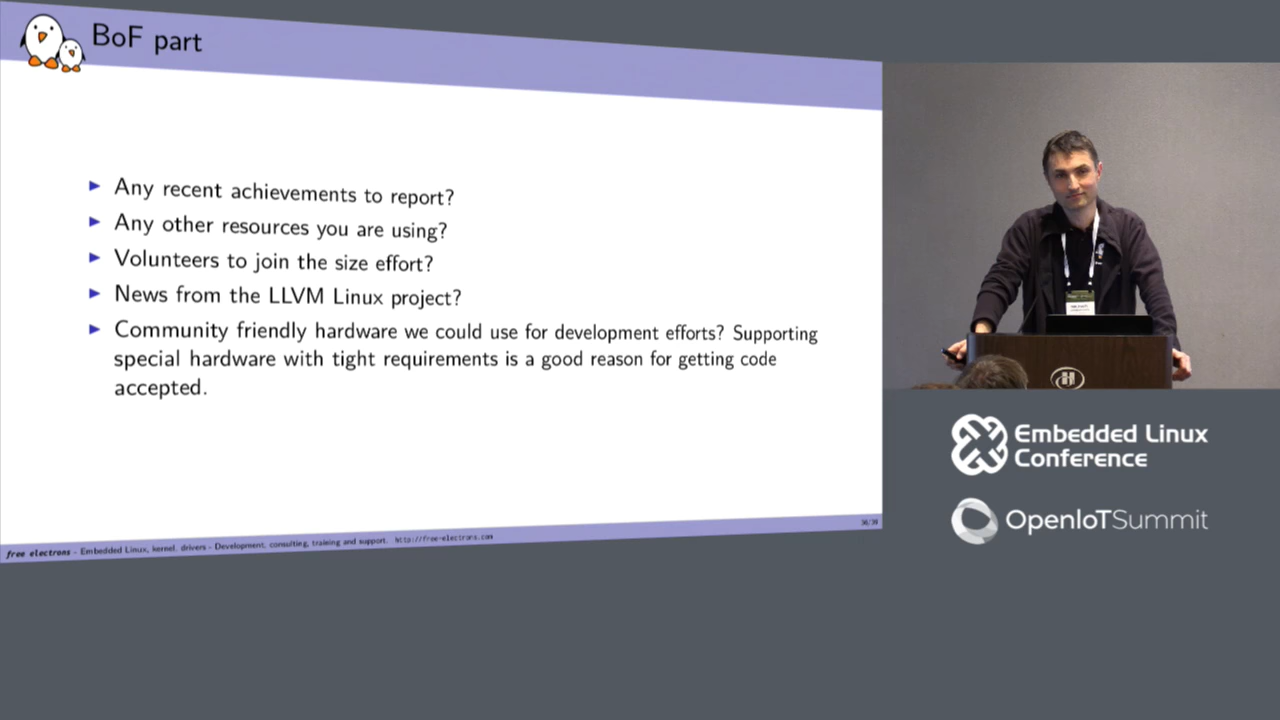 BoF part
Any recent achievements to report?
Any other resources you are using?
Volunteers to join the size effort?
News from the LLVM Linux project?
Community friendly hardware we could use for development efforts? Supporting
special hardware with tight requirements is a good reason for getting code
accepted.
36/39
free electrons - Embedded Linux, kernel, drivers - Development, consulting, training and support. http://free-electrons.com
Embedded Linux
Conference
OpenIoTSummit